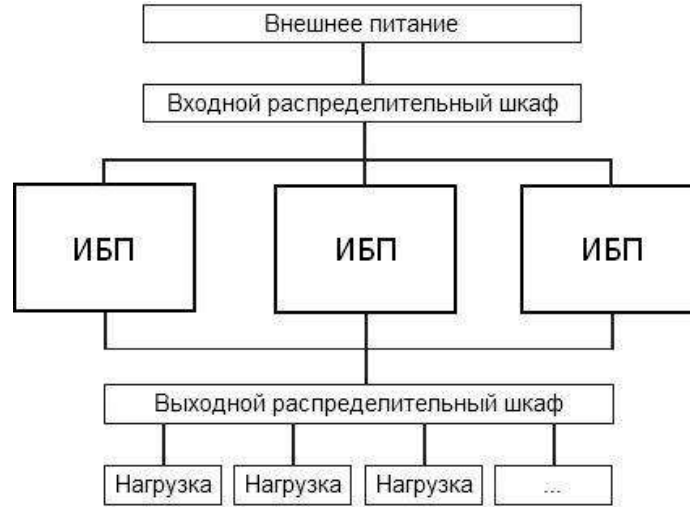 Внешнее питание
Входной распределительный шкаф
ИБП ИБП ИБП
Выходной распределительный шкаф
Нагрузка Нагрузка Нагрузка ...